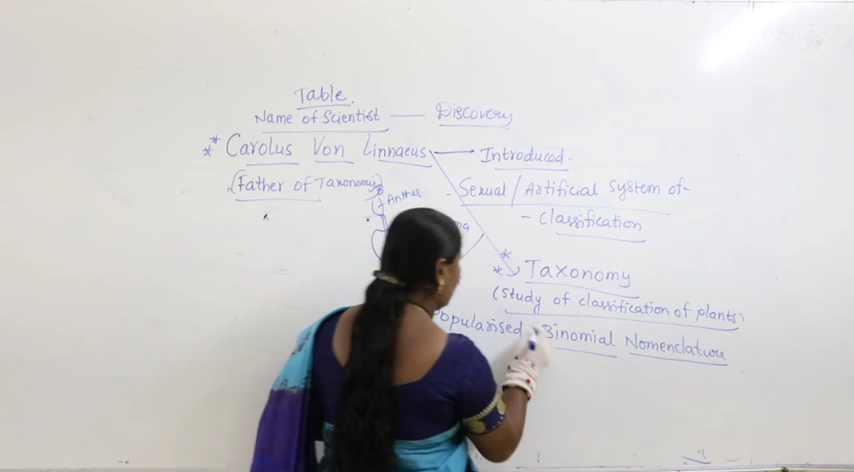 Table
Name of Scientist — Discovery
** Carolus Von Linnaeus → Introduced -
(Father of Taxonomy)
Anther
- Sexual / Artificial System of
- Classification
** Taxonomy
(Study of classification of plants)
Popularised Binomial Nomenclature